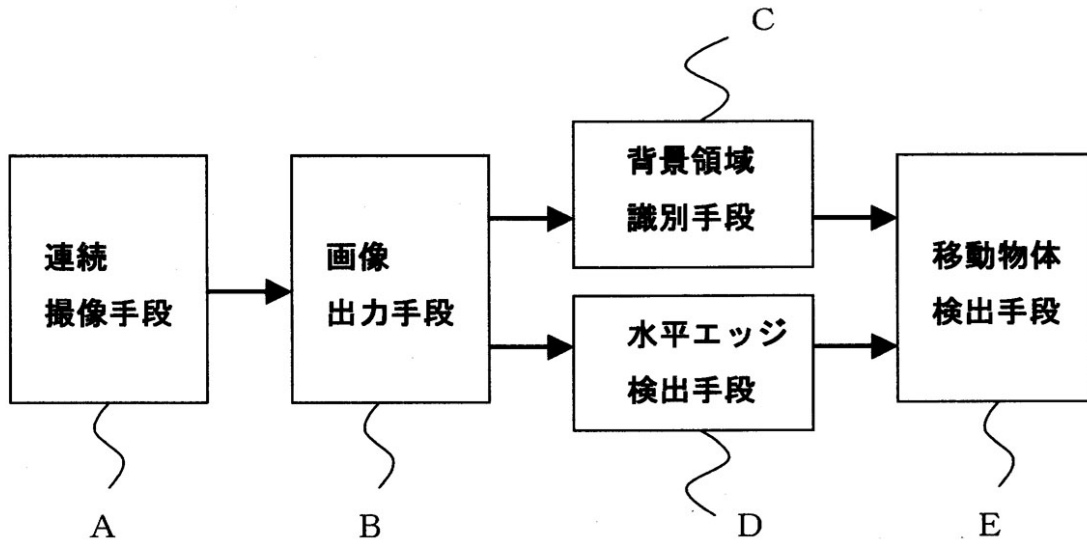 C
背景領域
識別手段
連続
撮像手段
画像
出力手段
移動物体
検出手段
水平エッジ
検出手段
A
B
D
E